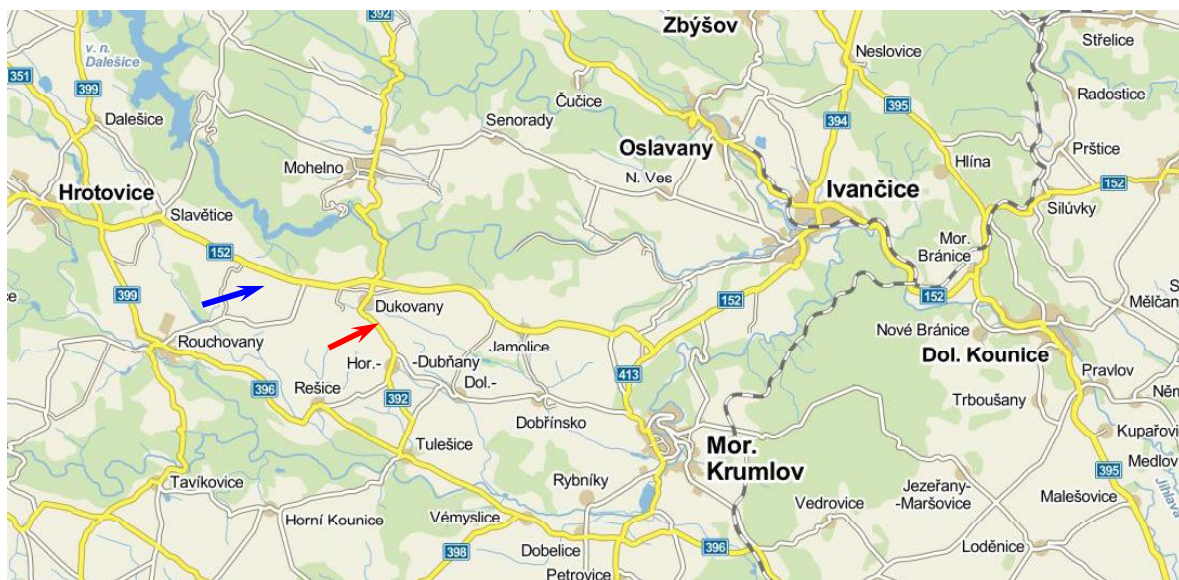 392
Zbýšov
Střelice
v. n.
Dalešice
Neslovice
351
399
Čučice
395
Radostice
Dalešice
Senorady
394
Oslavany
Prštice
Mohelno
Hlína
Hrotovice
N. Ves
Ivančice
152
Slavětice
Silůvky
152
Mor.
Bránice
399
Dukovany
152
152
Mělčan
Rouchovany
Jamolice
Nové Bránice
Hor.-
-Dubňany
Dol. Kounice
413
Pravlov
396
Rešice
Dol.-
392
Něm
Trboušany
Dobřínsko
Kupařovi
Tulešice
Mor.
Krumlov
Medlov
395
Tavíkovice
Rybníky
Jezeřany-
-Maršovice
Jihlava
Malešovice
Horní Kounice
Vémyslice
Vedrovice
398
Dobelice
396
Loděnice
Petrovice